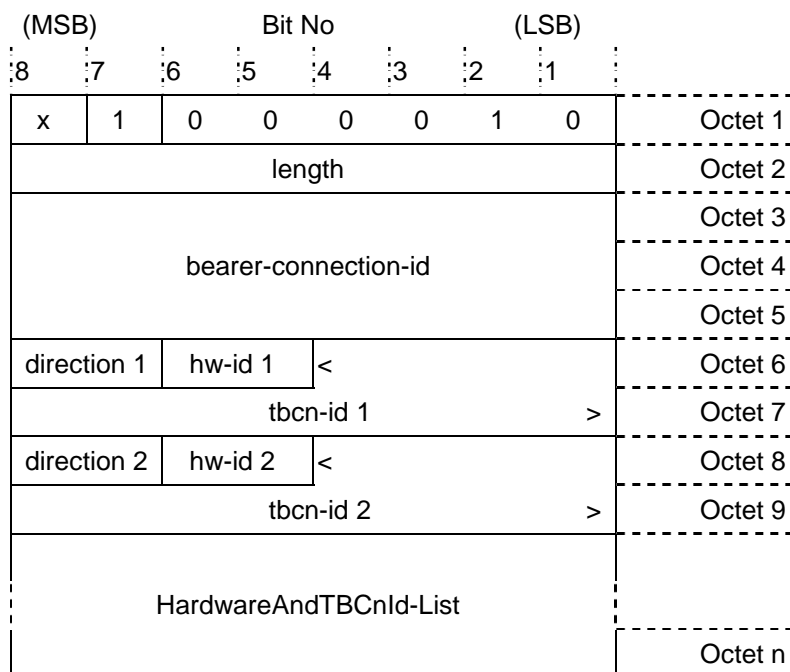 (MSB) Bit No (LSB)
8 7 6 5 4 3 2 1
x 1 0 0 0 0 1 0 Octet 1
length Octet 2
Octet 3
bearer-connection-id Octet 4
Octet 5
direction 1 hw-id 1 < Octet 6
tbcn-id 1 > Octet 7
direction 2 hw-id 2 < Octet 8
tbcn-id 2 > Octet 9
HardwareAndTBCnId-List
Octet n